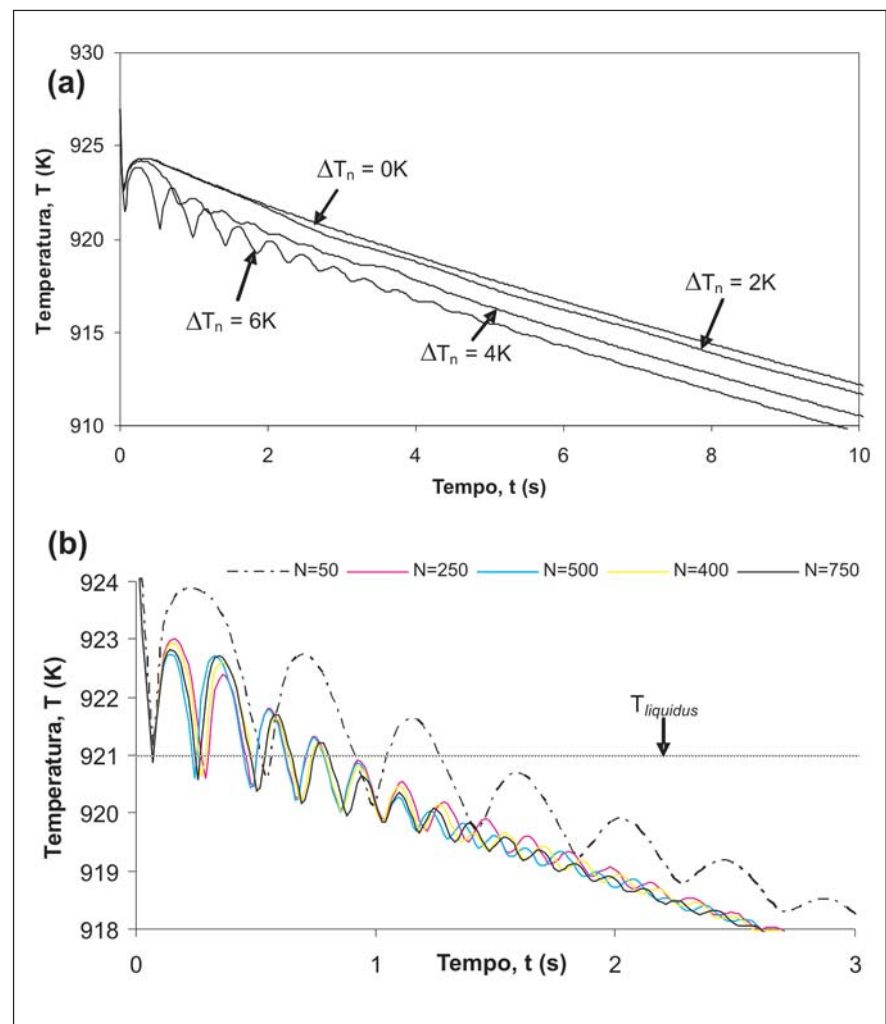 (a)
Temperatura, T (K)
930
925
920
915
910
ΔTₙ = 0K
ΔTₙ = 2K
ΔTₙ = 6K
ΔTₙ = 4K
0 2 4 6 8 10
Tempo, t (s)
(b)
N=50 N=250 N=500 N=400 N=750
Temperatura, T (K)
924
923
922
921
920
919
918
T liquidus
0 1 2 3
Tempo, t (s)